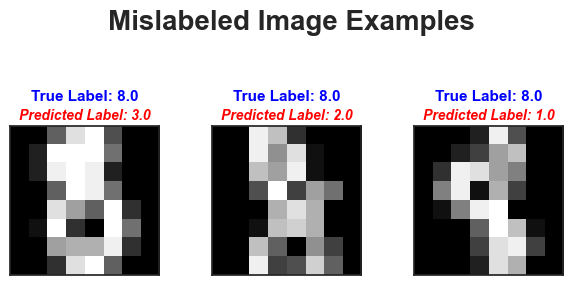 Mislabeled Image Examples
True Label: 8.0
Predicted Label: 3.0
True Label: 8.0
Predicted Label: 2.0
True Label: 8.0
Predicted Label: 1.0